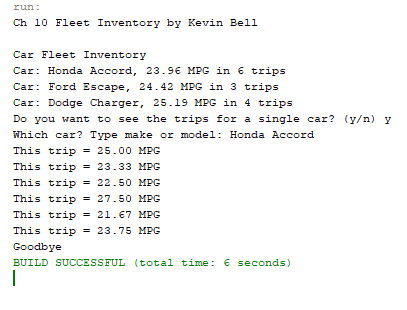 run:
Ch 10 Fleet Inventory by Kevin Bell
Car Fleet Inventory
Car: Honda Accord, 23.96 MPG in 6 trips
Car: Ford Escape, 24.42 MPG in 3 trips
Car: Dodge Charger, 25.19 MPG in 4 trips
Do you want to see the trips for a single car? (y/n) y
Which car? Type make or model: Honda Accord
This trip = 25.00 MPG
This trip = 23.33 MPG
This trip = 22.50 MPG
This trip = 27.50 MPG
This trip = 21.67 MPG
This trip = 23.75 MPG
Goodbye
BUILD SUCCESSFUL (total time: 6 seconds)